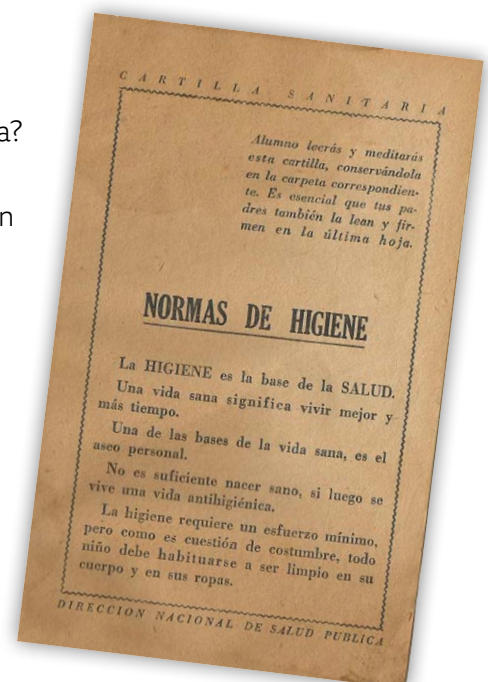 a?
n
CARTILLA SANITARIA
Alumno leerás y meditarás
esta cartilla, conservándola
en la carpeta correspondien-
te. Es esencial que tus pa-
dres también la lean y fir-
men en la última hoja.
NORMAS DE HIGIENE
La HIGIENE es la base de la SALUD.
Una vida sana significa vivir mejor y
más tiempo.
Una de las bases de la vida sana, es el
aseo personal.
No es suficiente nacer sano, si luego se
vive una vida antihigiénica.
La higiene requiere un esfuerzo mínimo,
pero como es cuestión de costumbre, todo
niño debe habituarse a ser limpio en su
cuerpo y en sus ropas.
DIRECCION NACIONAL DE SALUD PUBLICA